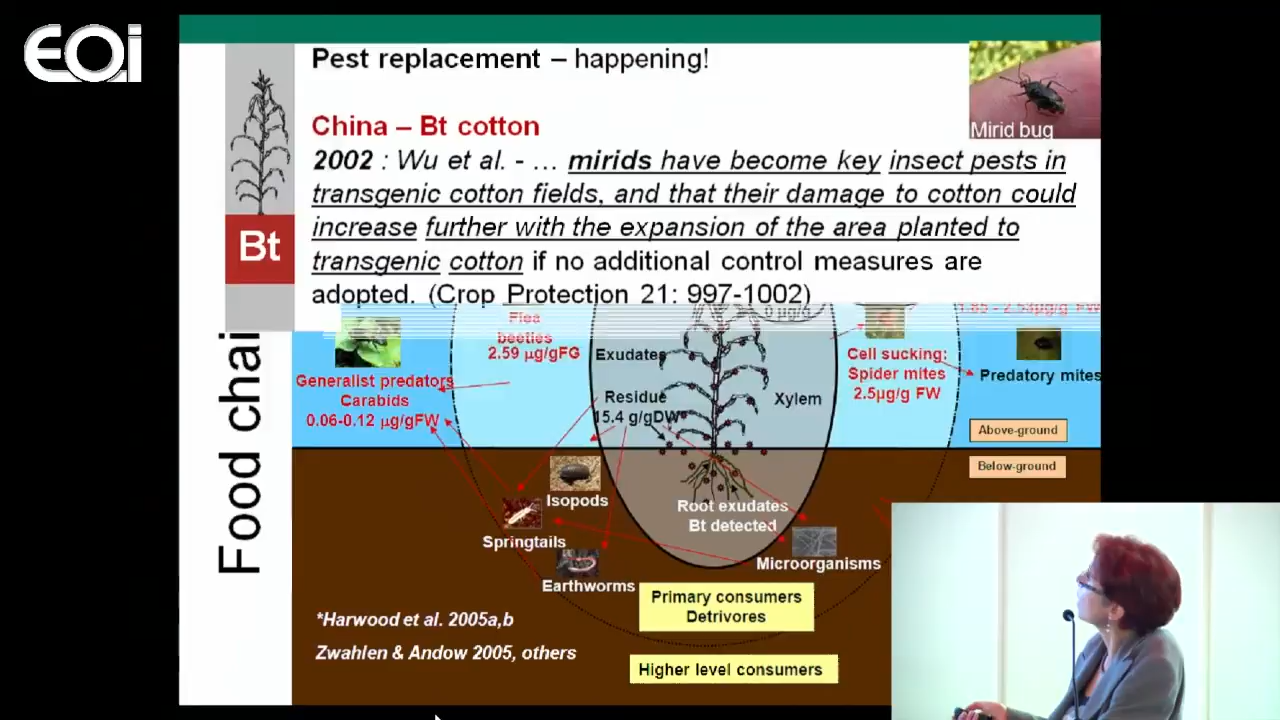 EOi
Pest replacement – happening!
Mirid bug
China – Bt cotton
2002 : Wu et al. - … mirids have become key insect pests in
transgenic cotton fields, and that their damage to cotton could
increase further with the expansion of the area planted to
transgenic cotton if no additional control measures are
adopted. (Crop Protection 21: 997-1002)
Bt
Food chai
0 µg/g
Flea
beetles
2.59 µg/gFG
Exudates
Cell sucking:
Spider mites
2.5µg/g FW
Predatory mites
Generalist predators
Carabids
0.06-0.12 µg/gFW
Residue
15.4 g/gDW
Xylem
Above-ground
Below-ground
Isopods
Springtails
Earthworms
Root exudates
Bt detected
Microorganisms
Primary consumers
Detrivores
Higher level consumers
*Harwood et al. 2005a,b
Zwahlen & Andow 2005, others